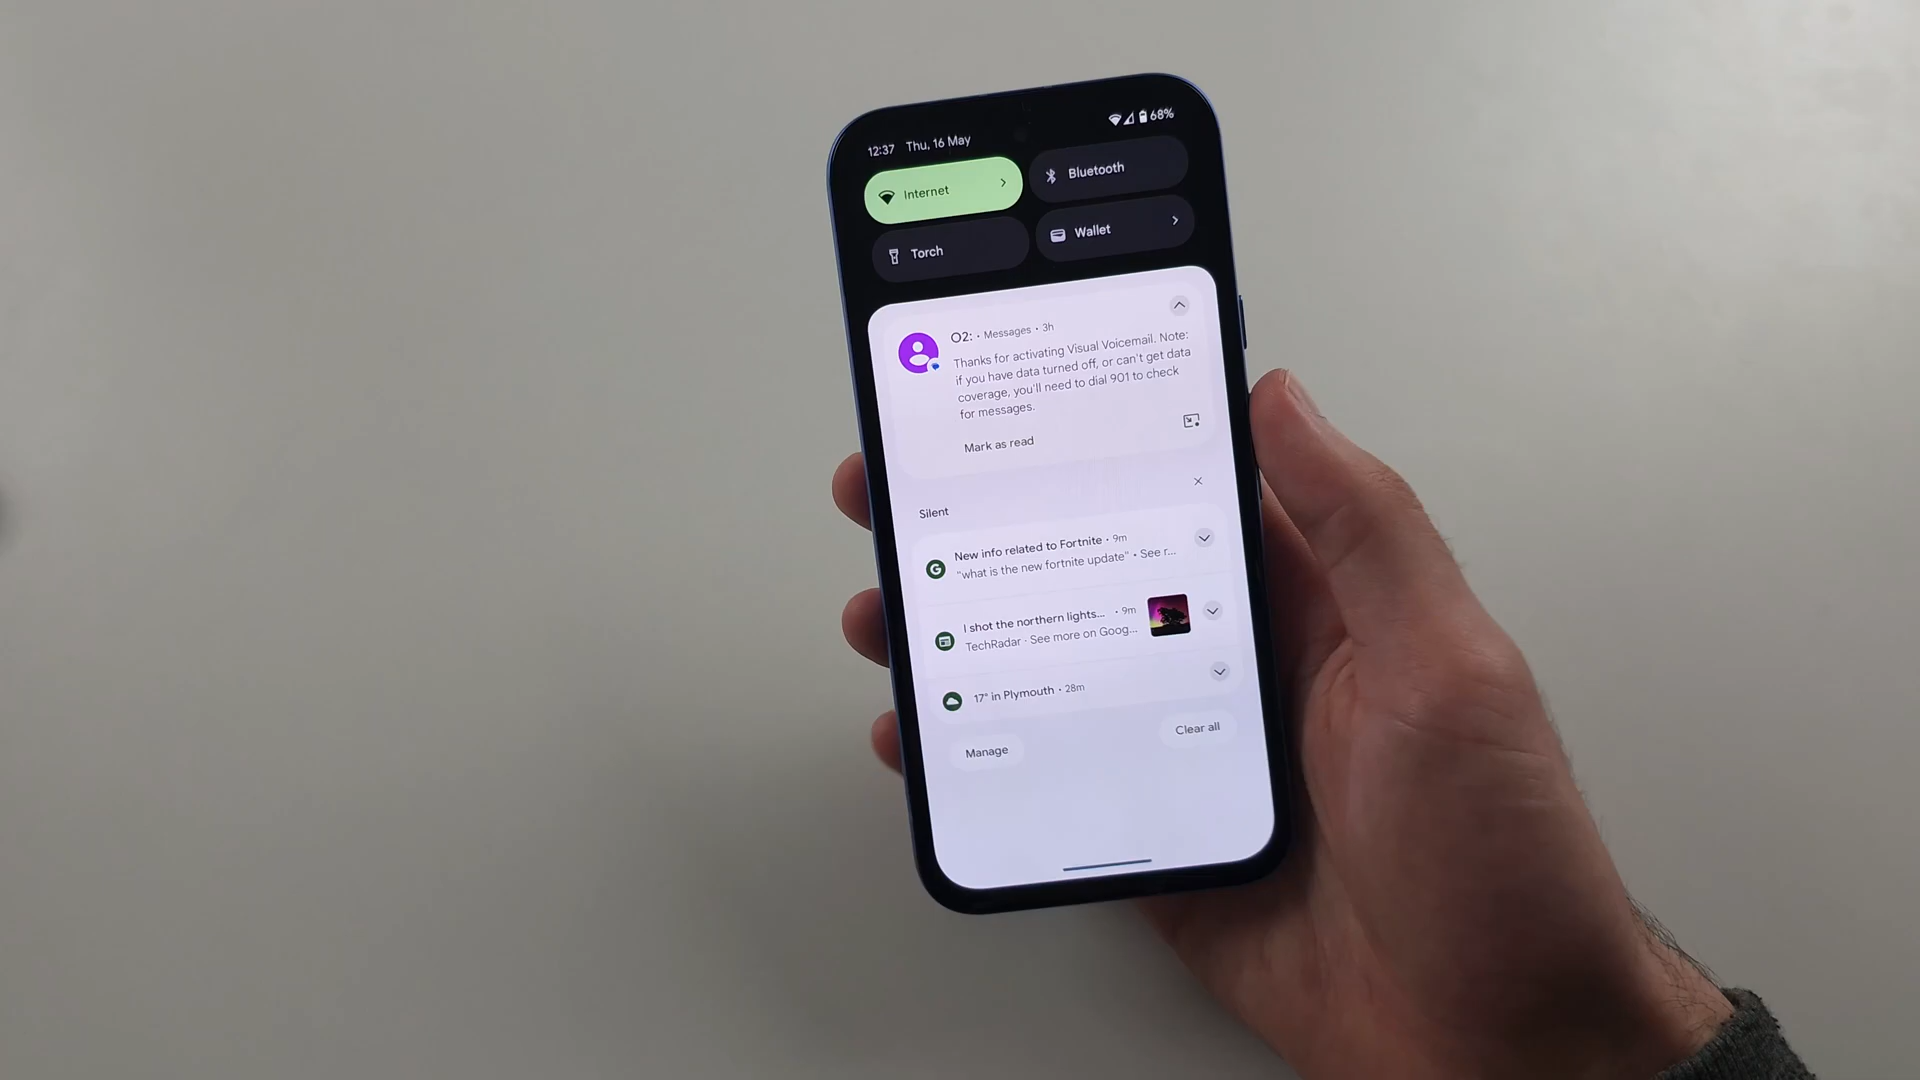 12:37 Thu, 16 May 68%
Internet
Bluetooth
Torch
Wallet
O2: • Messages • 3h
Thanks for activating Visual Voicemail. Note:
if you have data turned off, or can't get data
coverage, you'll need to dial 901 to check
for messages.
Mark as read
Silent
New info related to Fortnite • 9m
"what is the new fortnite update" • See r...
I shot the northern lights... • 9m
TechRadar · See more on Goog...
17° in Plymouth • 28m
Manage
Clear all